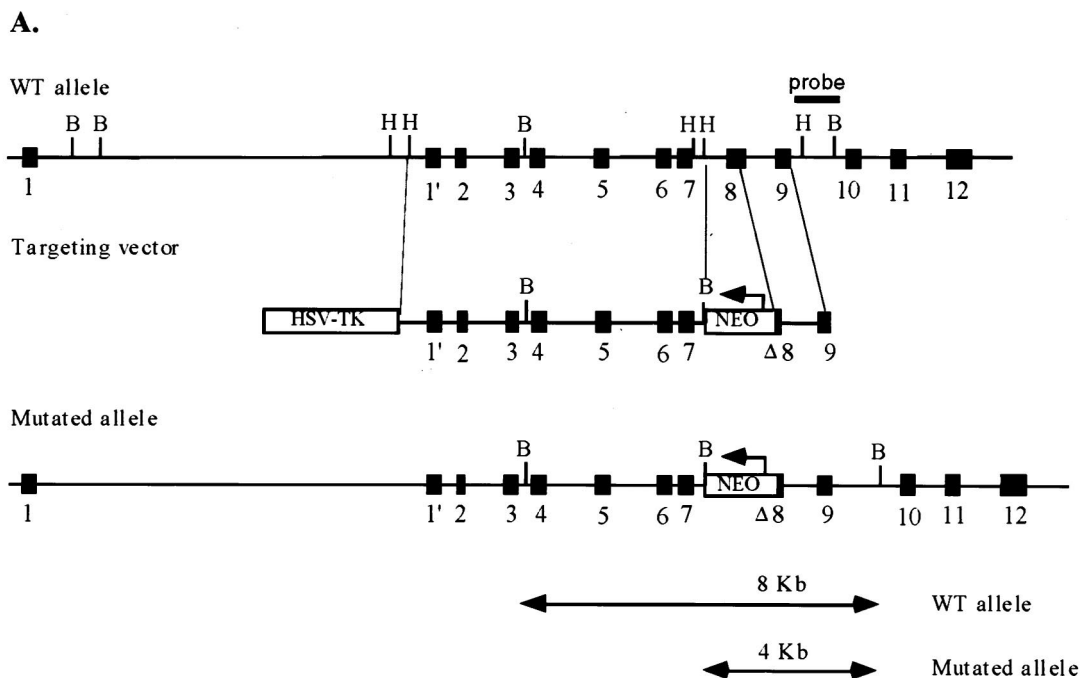 A.
WT allele
probe
B B H H B H H H B
1 1' 2 3 4 5 6 7 8 9 10 11 12
Targeting vector
B B
HSV-TK NEO
1' 2 3 4 5 6 7 Δ8 9
Mutated allele
B B B
NEO
1 1' 2 3 4 5 6 7 Δ8 9 10 11 12
8 Kb
WT allele
4 Kb
Mutated allele